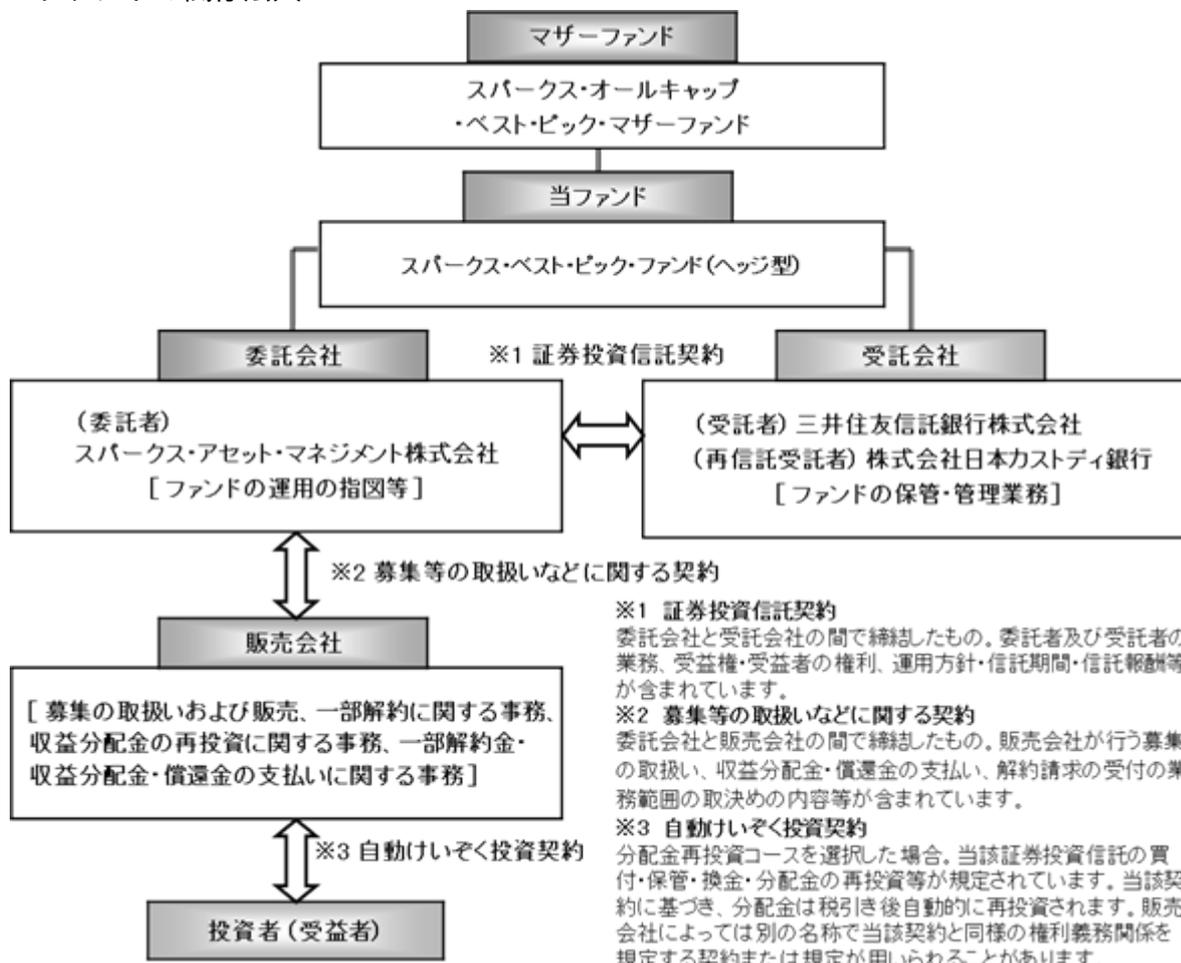 マザーファンド
スパークス・オールキャップ
・ベスト・ピック・マザーファンド
当ファンド
スパークス・ベスト・ピック・ファンド(ヘッジ型)
委託会社
※1 証券投資信託契約
受託会社
(委託者)
スパークス・アセット・マネジメント株式会社
[ファンドの運用の指図等]
(受託者) 三井住友信託銀行株式会社
(再信託受託者) 株式会社日本カストディ銀行
[ファンドの保管・管理業務]
※2 募集等の取扱いなどに関する契約
販売会社
[ 募集の取扱いおよび販売、一部解約に関する事務、
収益分配金の再投資に関する事務、一部解約金・
収益分配金・償還金の支払いに関する事務]
※3 自動けいぞく投資契約
投資者(受益者)
※1 証券投資信託契約
委託会社と受託会社の間で締結したもの。委託者及び受託者の
業務、受益権・受益者の権利、運用方針・信託期間・信託報酬等
が含まれています。
※2 募集等の取扱いなどに関する契約
委託会社と販売会社の間で締結したもの。販売会社が行う募集
の取扱い、収益分配金・償還金の支払い、解約請求の受付の業
務範囲の取決めの内容等が含まれています。
※3 自動けいぞく投資契約
分配金再投資コースを選択した場合。当該証券投資信託の買
付・保管・換金・分配金の再投資等が規定されています。当該契
約に基づき、分配金は税引き後自動的に再投資されます。販売
会社によっては別の名称で当該契約と同様の権利義務関係を
規定する契約または規定が用いられることがあります